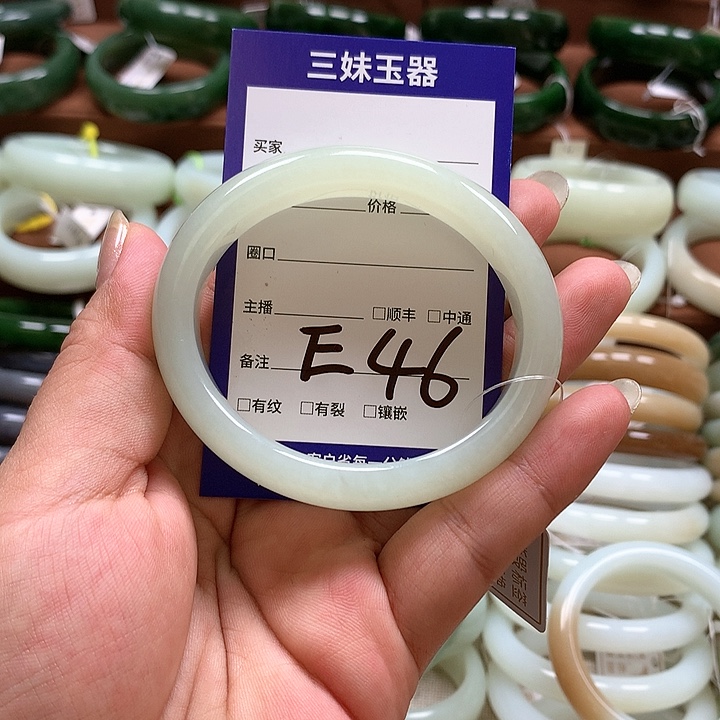 三妹玉器
买家
价格
圈口
主播 □顺丰 □中通
备注 E46
□有纹 □有裂 □镶嵌